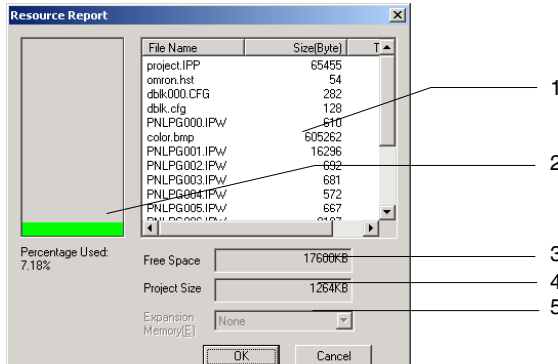 Resource Report
File Name Size(Byte) T
project.IPP 65455
omron.hst 54
dblk000.CFG 282
dblk.cfg 128
PNLPG000.IPW 610
color.bmp 605262
PNLPG001.IPW 16296
PNLPG002.IPW 692
PNLPG003.IPW 681
PNLPG004.IPW 572
PNLPG005.IPW 667
Percentage Used:
7.18%
Free Space 17600KB
Project Size 1264KB
Expansion
Memory(E) None
OK Cancel
1
2
3
4
5